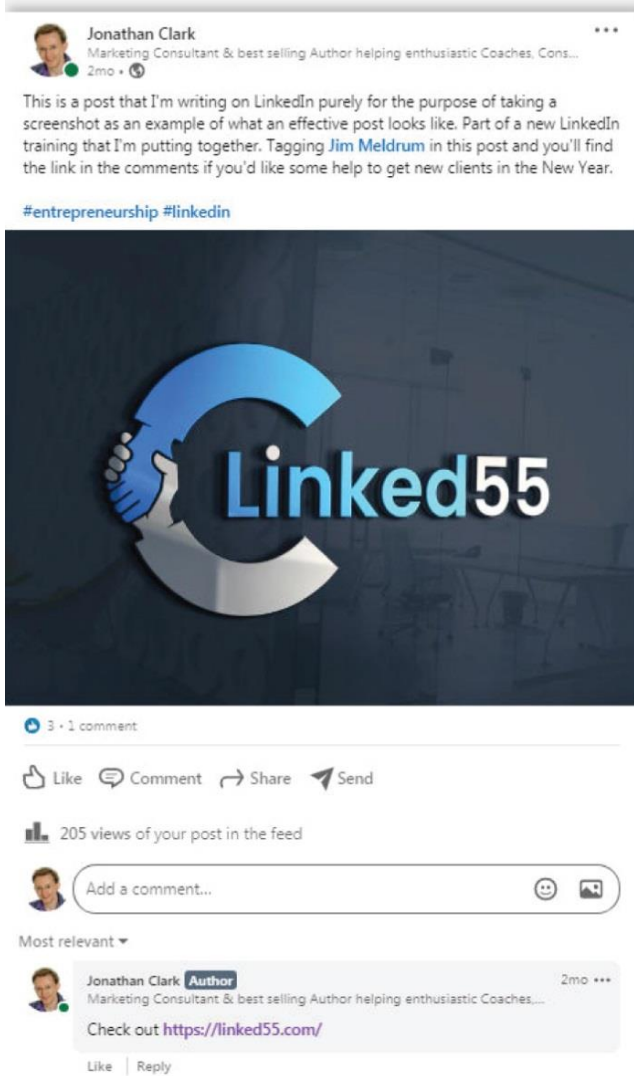 Jonathan Clark
Marketing Consultant & best selling Author helping enthusiastic Coaches, Cons...
2mo •
This is a post that I'm writing on LinkedIn purely for the purpose of taking a
screenshot as an example of what an effective post looks like. Part of a new LinkedIn
training that I'm putting together. Tagging Jim Meldrum in this post and you'll find
the link in the comments if you'd like some help to get new clients in the New Year.
#entrepreneurship #linkedin
Linked55
3 • 1 comment
Like Comment Share Send
205 views of your post in the feed
Add a comment...
Most relevant
Jonathan Clark Author 2mo
Marketing Consultant & best selling Author helping enthusiastic Coaches,...
Check out https://linked55.com/
Like | Reply